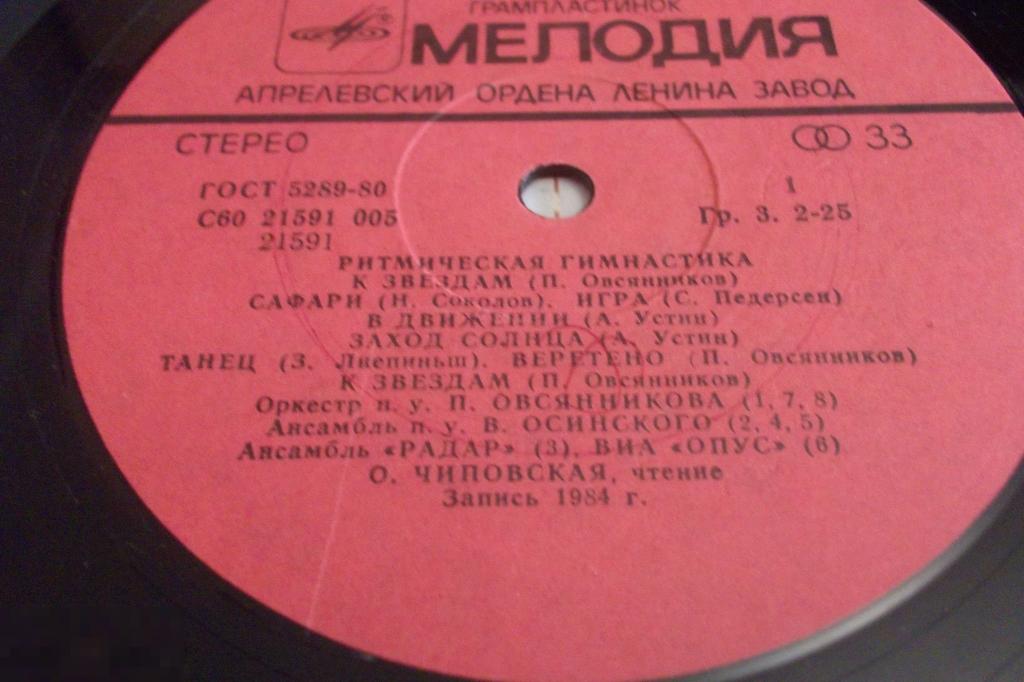 ГРАМПЛАСТИНОК
МЕЛОДИЯ
АПРЕЛЕВСКИЙ ОРДЕНА ЛЕНИНА ЗАВОД
СТЕРЕО 33
ГОСТ 5289-80 1
С60 21591 005 Гр. 3. 2-25
21591
РИТМИЧЕСКАЯ ГИМНАСТИКА
К ЗВЕЗДАМ (П. Овсянников)
САФАРИ (Н. Соколов). ИГРА (С. Педерсен)
В ДВИЖЕНИИ (А. Устин)
ЗАХОД СОЛНЦА (А. Устин)
ТАНЕЦ (З. Лиепиньш). ВЕРЕТЕНО (П. Овсянников)
К ЗВЕЗДАМ (П. Овсянников)
Оркестр п. у. П. ОВСЯННИКОВА (1, 7, 8)
Ансамбль п. у. В. ОСИНСКОГО (2, 4, 5)
Ансамбль «РАДАР» (3), ВИА «ОПУС» (6)
О. ЧИПОВСКАЯ, чтение
Запись 1984 г.